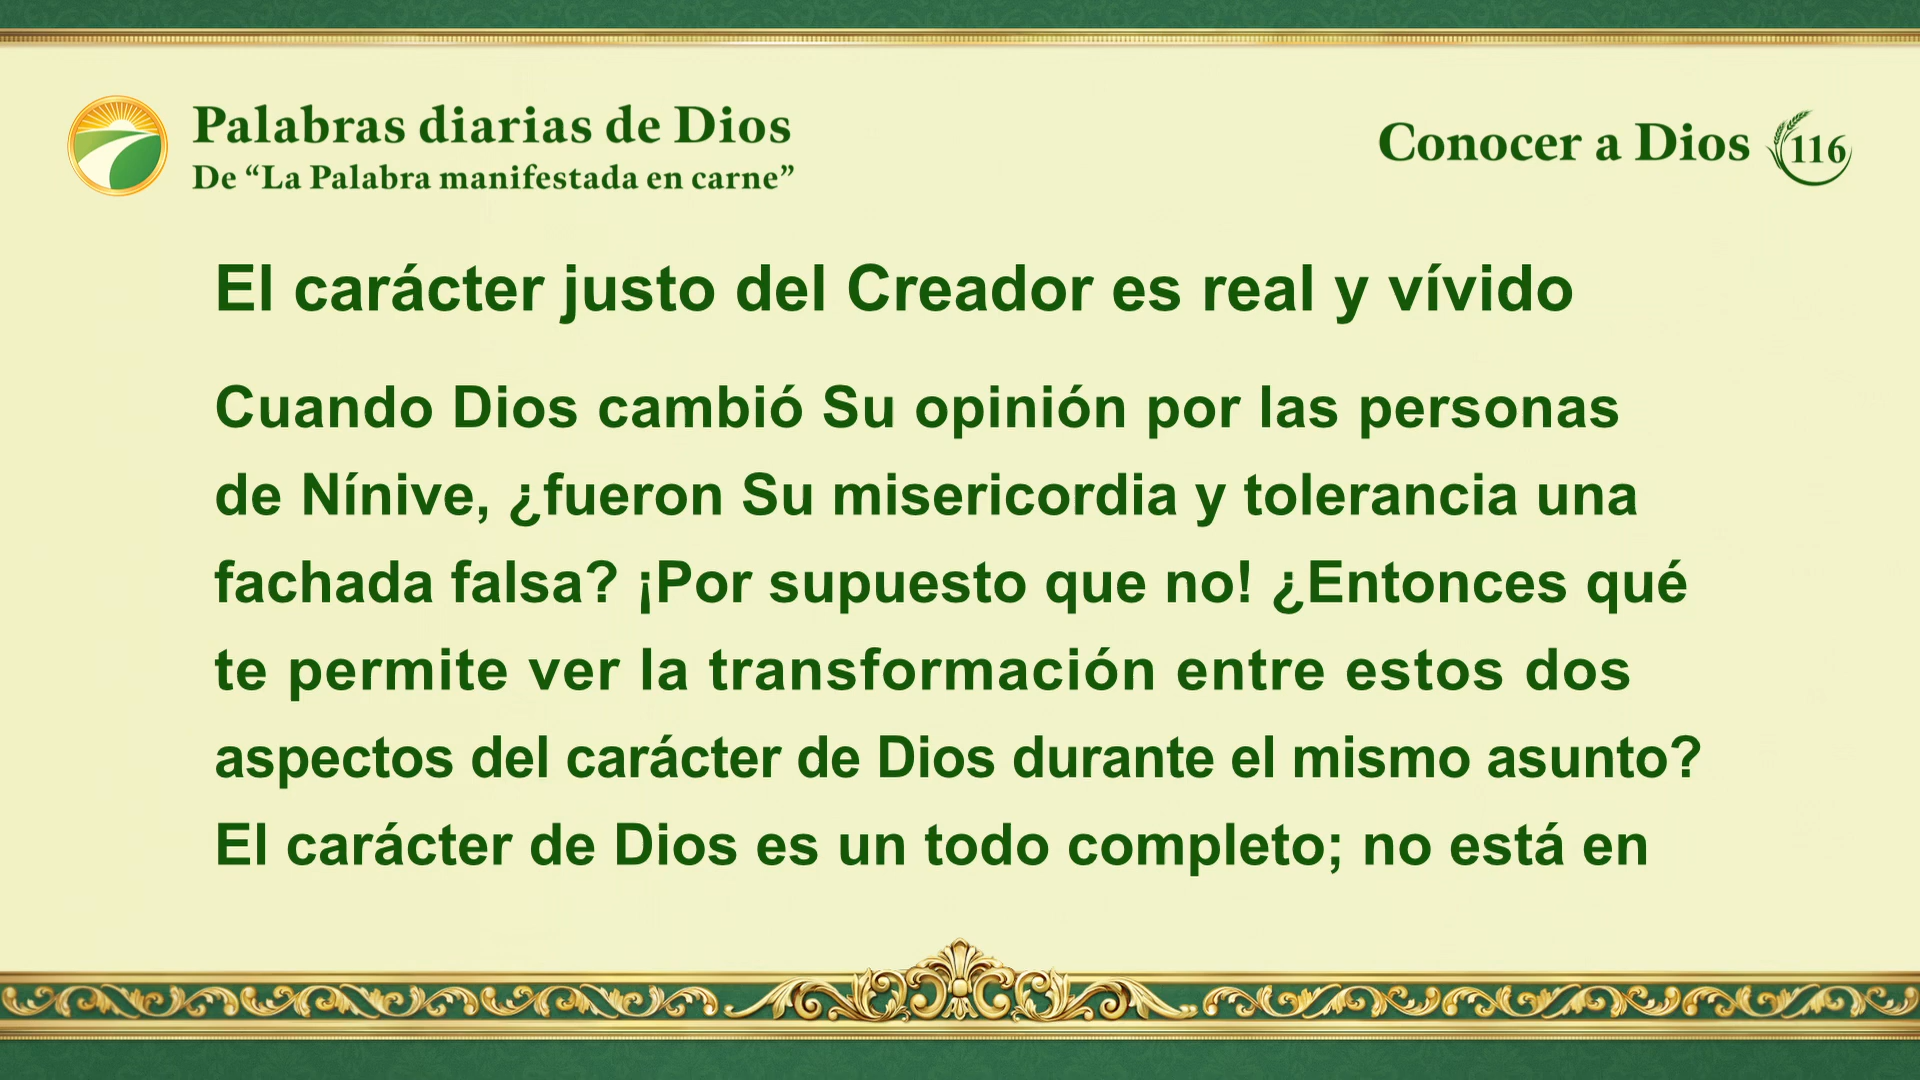 Palabras diarias de Dios
De “La Palabra manifestada en carne”
Conocer a Dios 116
El carácter justo del Creador es real y vívido
Cuando Dios cambió Su opinión por las personas
de Nínive, ¿fueron Su misericordia y tolerancia una
fachada falsa? ¡Por supuesto que no! ¿Entonces qué
te permite ver la transformación entre estos dos
aspectos del carácter de Dios durante el mismo asunto?
El carácter de Dios es un todo completo; no está en